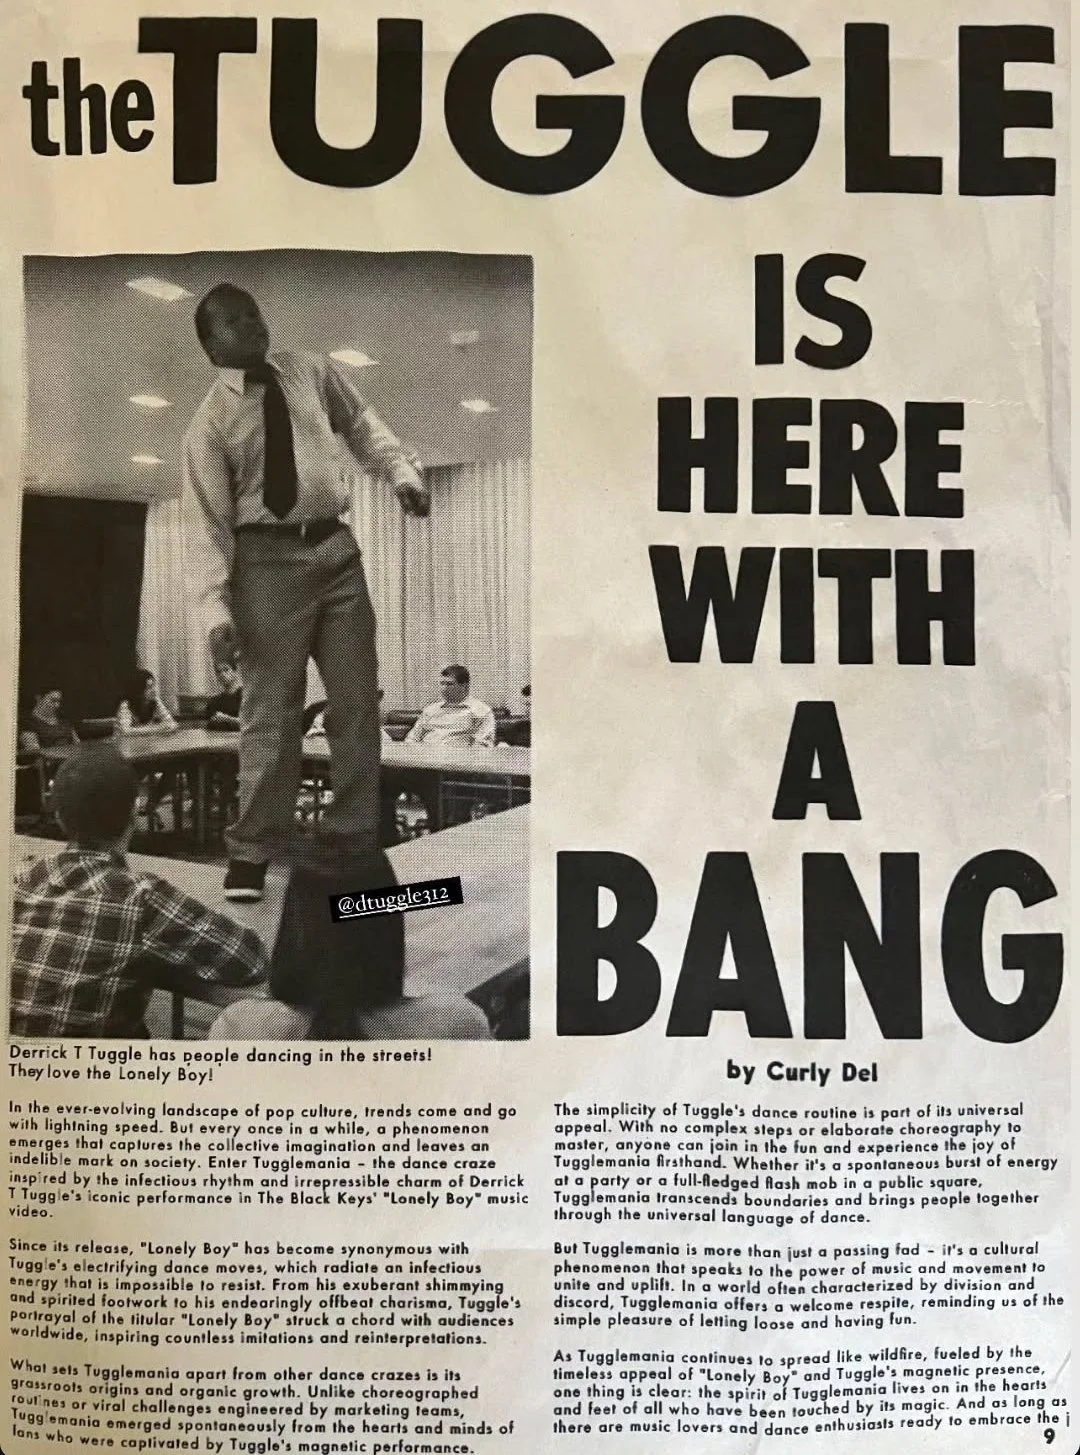 the TUGGLE
IS
HERE
WITH
A
BANG
by Curly Del
@dtuggle312
Derrick T Tuggle has people dancing in the streets!
They love the Lonely Boy!
In the ever-evolving landscape of pop culture, trends come and go
with lightning speed. But every once in a while, a phenomenon
emerges that captures the collective imagination and leaves an
indelible mark on society. Enter Tugglemania – the dance craze
inspired by the infectious rhythm and irrepressible charm of Derrick
T Tuggle's iconic performance in The Black Keys' "Lonely Boy" music
video.
Since its release, "Lonely Boy" has become synonymous with
Tuggle's electrifying dance moves, which radiate an infectious
energy that is impossible to resist. From his exuberant shimmying
and spirited footwork to his endearingly offbeat charisma, Tuggle's
portrayal of the titular "Lonely Boy" struck a chord with audiences
worldwide, inspiring countless imitations and reinterpretations.
What sets Tugglemania apart from other dance crazes is its
grassroots origins and organic growth. Unlike choreographed
routines or viral challenges engineered by marketing teams,
Tugglemania emerged spontaneously from the hearts and minds of
fans who were captivated by Tuggle's magnetic performance.
The simplicity of Tuggle's dance routine is part of its universal
appeal. With no complex steps or elaborate choreography to
master, anyone can join in the fun and experience the joy of
Tugglemania firsthand. Whether it's a spontaneous burst of energy
at a party or a full-fledged flash mob in a public square,
Tugglemania transcends boundaries and brings people together
through the universal language of dance.
But Tugglemania is more than just a passing fad – it's a cultural
phenomenon that speaks to the power of music and movement to
unite and uplift. In a world often characterized by division and
discord, Tugglemania offers a welcome respite, reminding us of the
simple pleasure of letting loose and having fun.
As Tugglemania continues to spread like wildfire, fueled by the
timeless appeal of "Lonely Boy" and Tuggle's magnetic presence,
one thing is clear: the spirit of Tugglemania lives on in the hearts
and feet of all who have been touched by its magic. And as long as
there are music lovers and dance enthusiasts ready to embrace the j
9